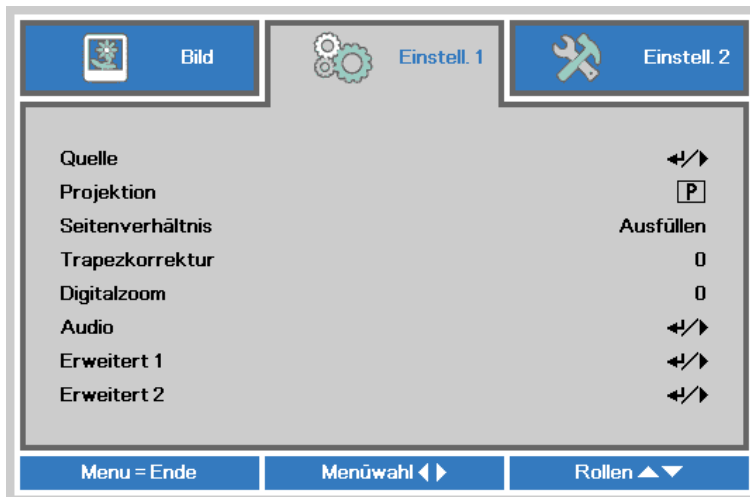 Bild Einstell. 1 Einstell. 2
Quelle ↵/▶
Projektion P
Seitenverhältnis Ausfüllen
Trapezkorrektur 0
Digitalzoom 0
Audio ↵/▶
Erweitert 1 ↵/▶
Erweitert 2 ↵/▶
Menu = Ende Menüwahl ◀▶ Rollen ▲▼